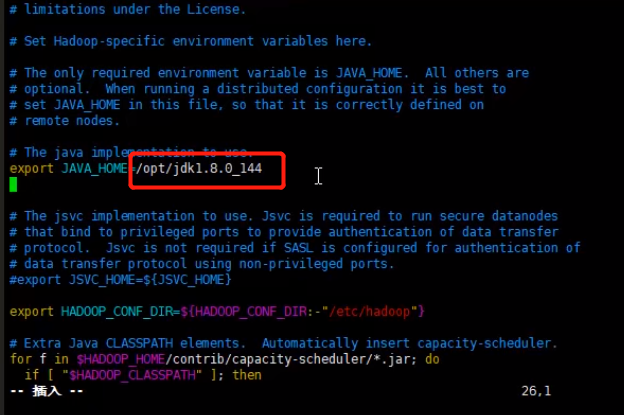 # limitations under the License.
# Set Hadoop-specific environment variables here.
# The only required environment variable is JAVA_HOME.  All others are
# optional.  When running a distributed configuration it is best to
# set JAVA_HOME in this file, so that it is correctly defined on
# remote nodes.
# The java implementation to use.
export JAVA_HOME=/opt/jdk1.8.0_144
# The jsvc implementation to use. Jsvc is required to run secure datanodes
# that bind to privileged ports to provide authentication of data transfer
# protocol.  Jsvc is not required if SASL is configured for authentication of
# data transfer protocol using non-privileged ports.
#export JSVC_HOME=${JSVC_HOME}
export HADOOP_CONF_DIR=${HADOOP_CONF_DIR:-"/etc/hadoop"}
# Extra Java CLASSPATH elements.  Automatically insert capacity-scheduler.
for f in $HADOOP_HOME/contrib/capacity-scheduler/*.jar; do
  if [ "$HADOOP_CLASSPATH" ]; then
-- 插入 -- 26,1